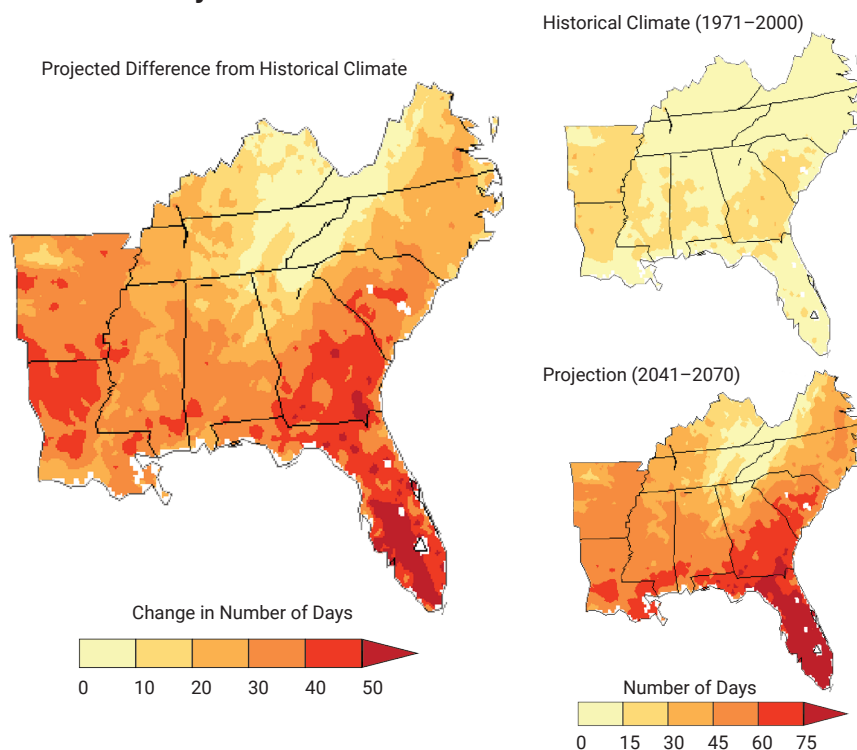 Historical Climate (1971–2000)
Projected Difference from Historical Climate
Projection (2041–2070)
Change in Number of Days
0 10 20 30 40 50
Number of Days
0 15 30 45 60 75